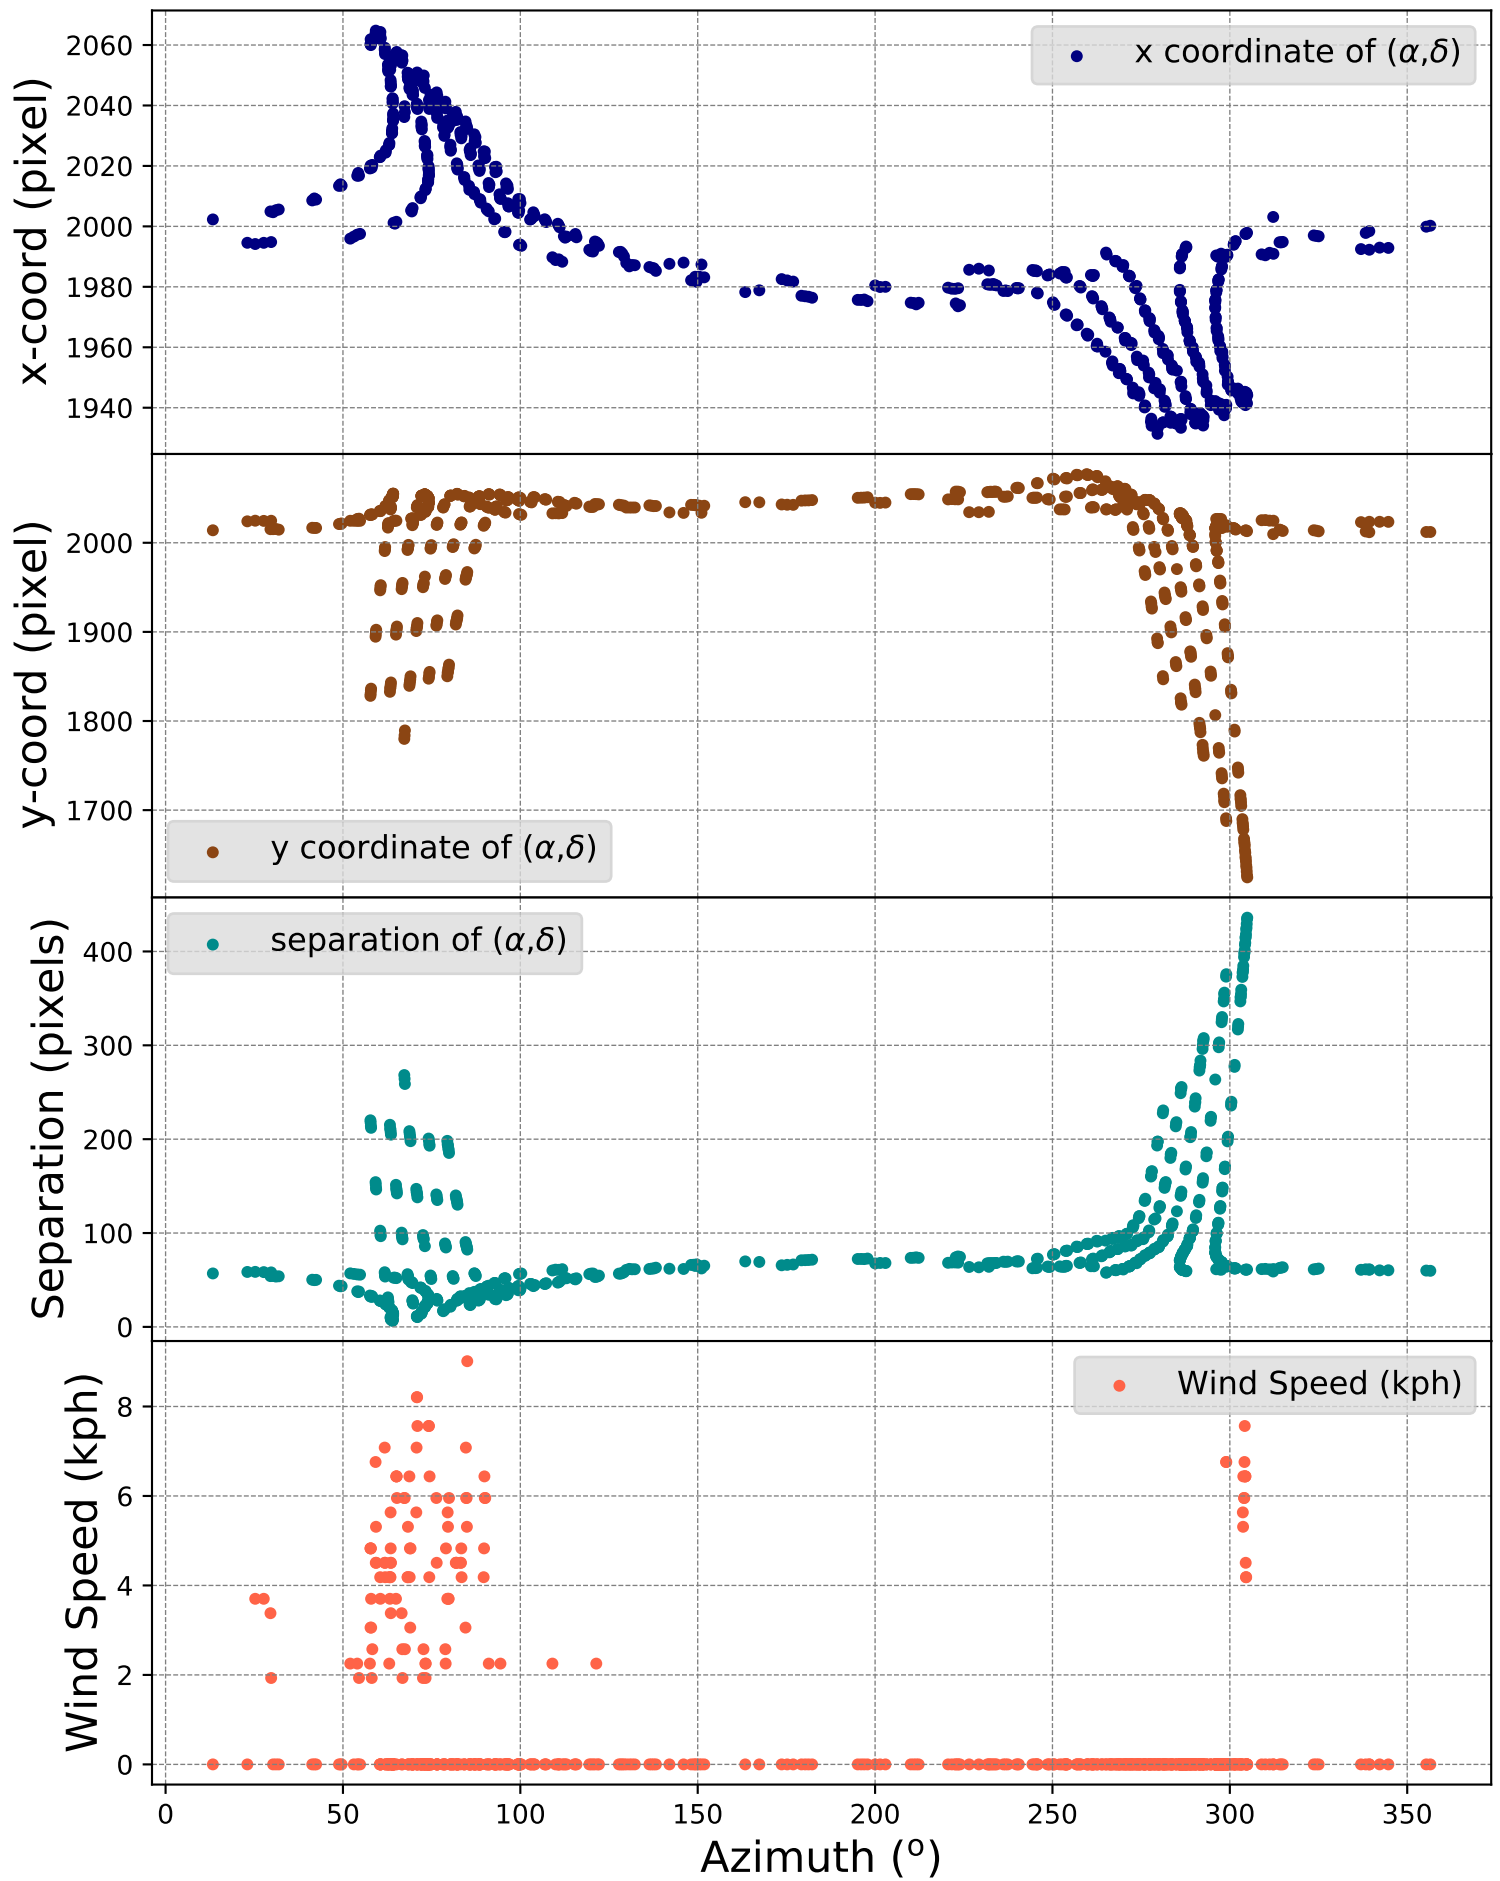 x-coord (pixel)
2060
2040
2020
2000
1980
1960
1940
x coordinate of (α,δ)
y-coord (pixel)
2000
1900
1800
1700
y coordinate of (α,δ)
Separation (pixels)
400
300
200
100
0
separation of (α,δ)
Wind Speed (kph)
8
6
4
2
0
Wind Speed (kph)
0 50 100 150 200 250 300 350
Azimuth (º)